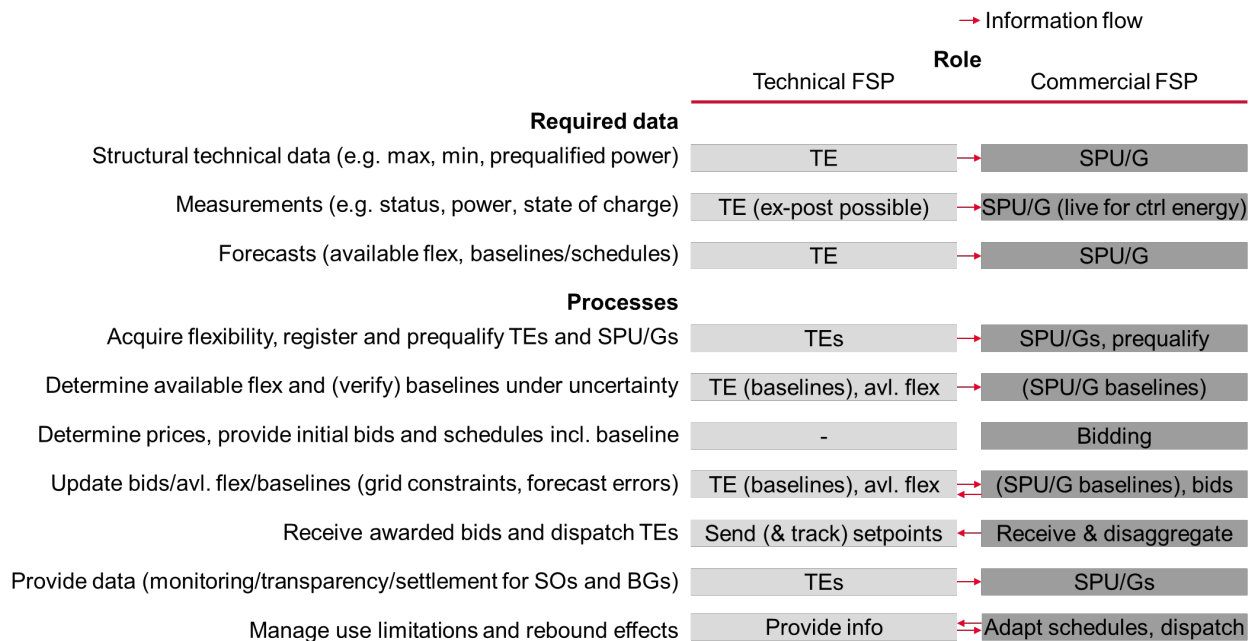 Information flow
Role
Technical FSP Commercial FSP
Required data
Structural technical data (e.g. max, min, prequalified power) TE SPU/G
Measurements (e.g. status, power, state of charge) TE (ex-post possible) SPU/G (live for ctrl energy)
Forecasts (available flex, baselines/schedules) TE SPU/G
Processes
Acquire flexibility, register and prequalify TEs and SPU/Gs TEs SPU/Gs, prequalify
Determine available flex and (verify) baselines under uncertainty TE (baselines), avl. flex (SPU/G baselines)
Determine prices, provide initial bids and schedules incl. baseline - Bidding
Update bids/avl. flex/baselines (grid constraints, forecast errors) TE (baselines), avl. flex (SPU/G baselines), bids
Receive awarded bids and dispatch TEs Send (& track) setpoints Receive & disaggregate
Provide data (monitoring/transparency/settlement for SOs and BGs) TEs SPU/Gs
Manage use limitations and rebound effects Provide info Adapt schedules, dispatch